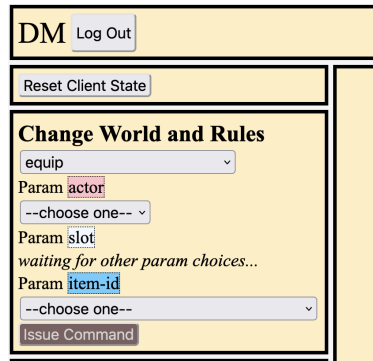 DM Log Out
Reset Client State
Change World and Rules
equip
Param actor
--choose one--
Param slot
waiting for other param choices...
Param item-id
--choose one--
Issue Command